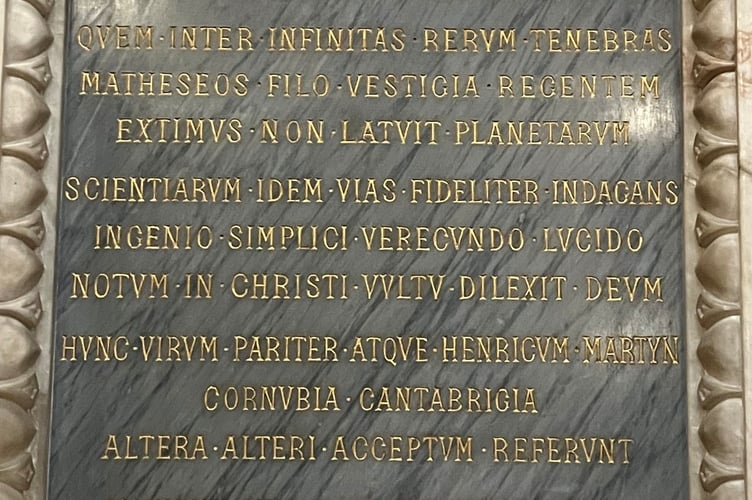 QVEM · INTER · INFINITAS · RERVM · TENEBRAS
MATHESEOS · FILO · VESTIGIA · REGENTEM
EXTIMVS · NON · LATVIT · PLANETARVM
SCIENTIARVM · IDEM · VIAS · FIDELITER · INDAGANS
INGENIO · SIMPLICI · VERECVNDO · LVCIDO
NOTVM · IN · CHRISTI · VVLTV · DILEXIT · DEVM
HVNC · VIRVM · PARITER · ATQVE · HENRICVM · MARTYN
CORNVBIA · CANTABRIGIA
ALTERA · ALTERI · ACCEPTVM · REFERVNT